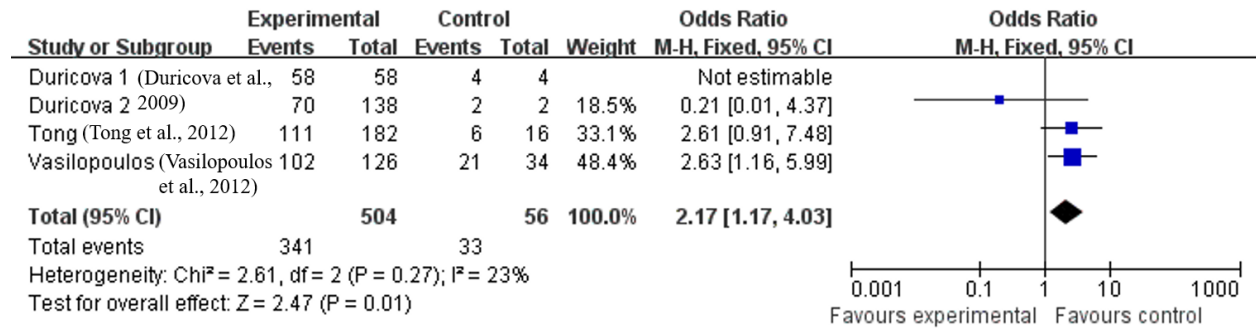 Experimental Control Odds Ratio Odds Ratio
Study or Subgroup Events Total Events Total Weight M-H, Fixed, 95% CI M-H, Fixed, 95% CI
Duricova 1 (Duricova et al., 58 58 4 4 Not estimable
Duricova 2 2009) 70 138 2 2 18.5% 0.21 [0.01, 4.37]
Tong (Tong et al., 2012) 111 182 6 16 33.1% 2.61 [0.91, 7.48]
Vasilopoulos (Vasilopoulos 102 126 21 34 48.4% 2.63 [1.16, 5.99]
et al., 2012)
Total (95% CI) 504 56 100.0% 2.17 [1.17, 4.03]
Total events 341 33
Heterogeneity: Chi² = 2.61, df = 2 (P = 0.27); I² = 23%
Test for overall effect: Z = 2.47 (P = 0.01)
0.001 0.1 1 10 1000
Favours experimental Favours control